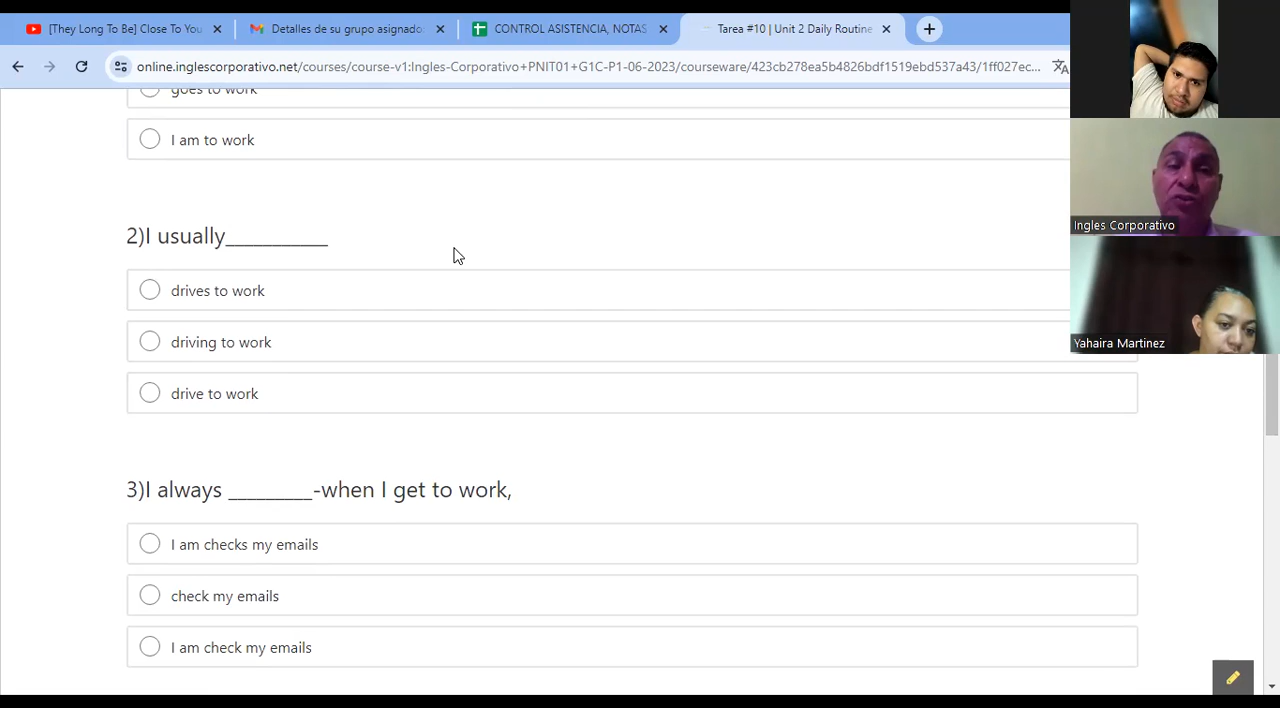 [They Long To Be] Close To You
Detalles de su grupo asignado
CONTROL ASISTENCIA, NOTAS
Tarea #10 | Unit 2 Daily Routine
online.inglescorporativo.net/courses/course-v1:Ingles-Corporativo+PNIT01+G1C-P1-06-2023/courseware/423cb278ea5b4826bdf1519ebd537a43/1ff027ec...
goes to work
I am to work
2)I usually___________
drives to work
driving to work
drive to work
3)I always _________-when I get to work,
I am checks my emails
check my emails
I am check my emails
Ingles Corporativo
Yahaira Martinez